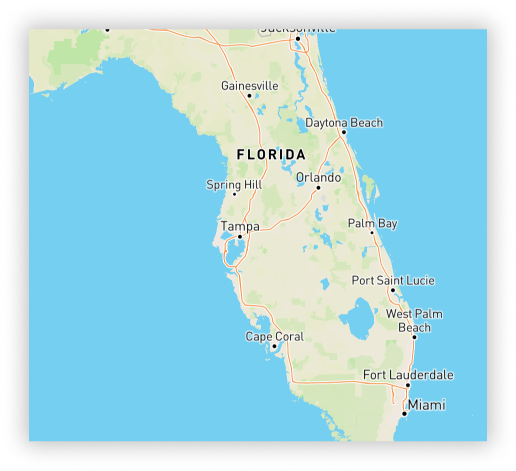 Jacksonville
Gainesville
Daytona Beach
FLORIDA
Orlando
Spring Hill
Tampa
Palm Bay
Port Saint Lucie
West Palm
Beach
Cape Coral
Fort Lauderdale
Miami